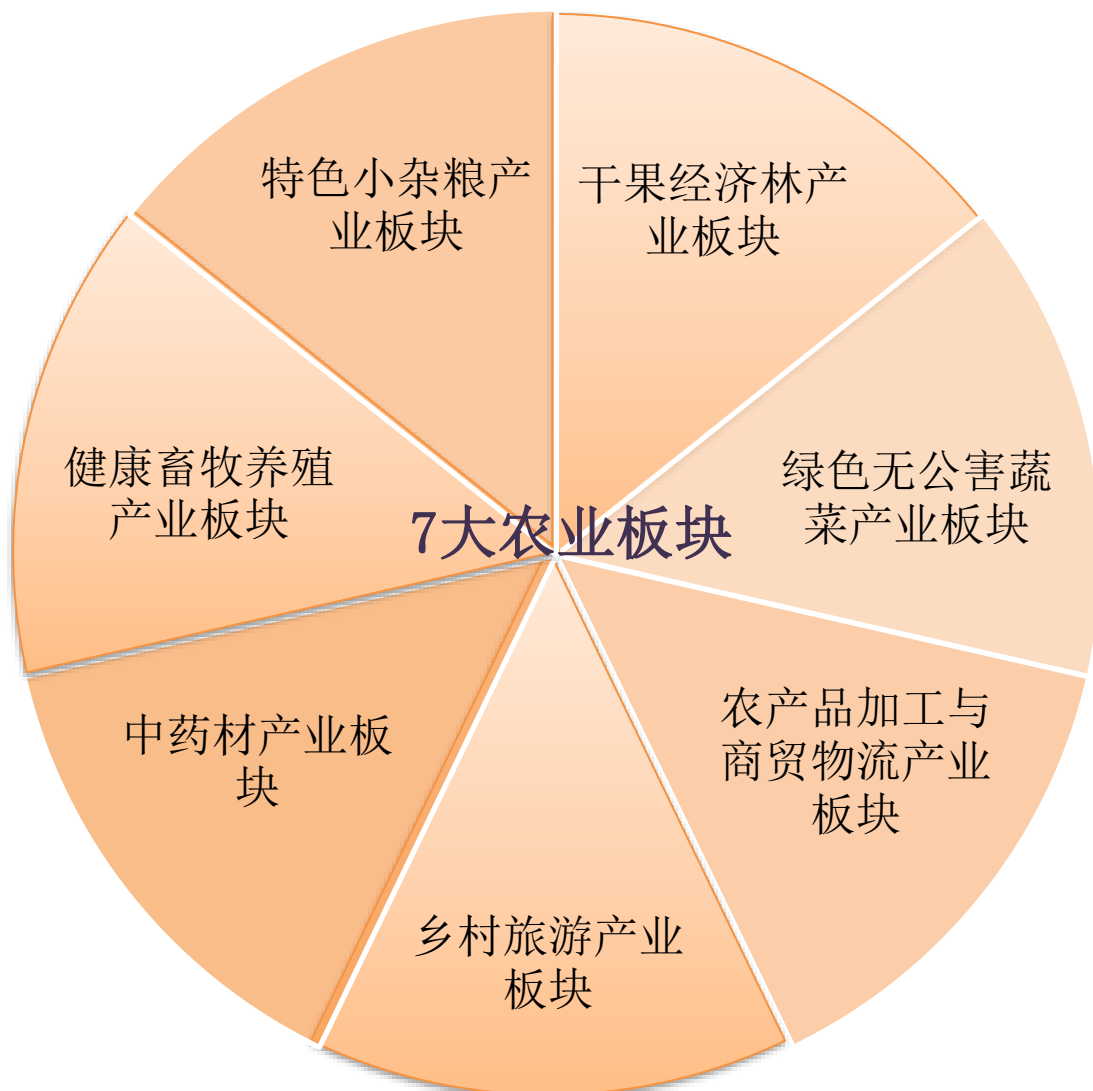 特色小杂粮产
业板块
干果经济林产
业板块
健康畜牧养殖
产业板块
绿色无公害蔬
菜产业板块
7大农业板块
中药材产业板
块
农产品加工与
商贸物流产业
板块
乡村旅游产业
板块